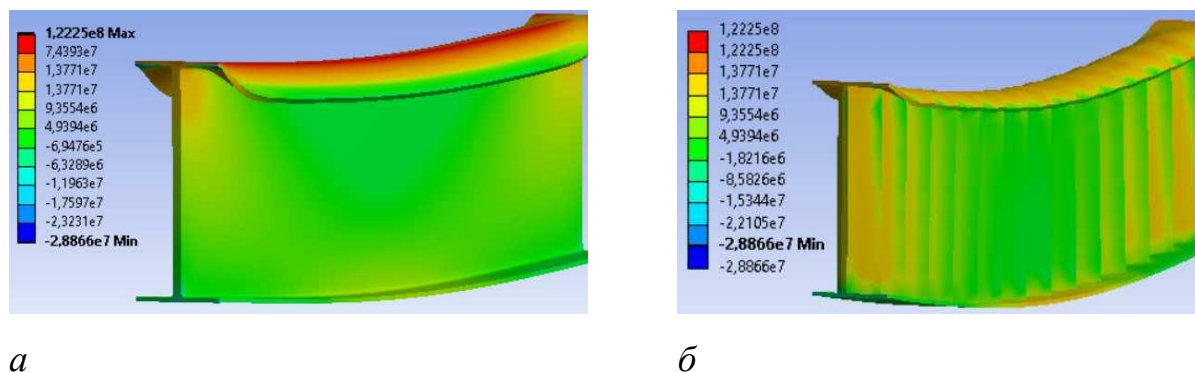 1,2225e8 Max
7,4393e7
1,3771e7
1,3771e7
9,3554e6
4,9394e6
-6,9476e5
-6,3289e6
-1,1963e7
-1,7597e7
-2,3231e7
-2,8866e7 Min
1,2225e8
1,2225e8
1,3771e7
9,3554e6
4,9394e6
-1,8216e6
-8,5826e6
-1,5344e7
-2,2105e7
-2,8866e7 Min
-2,8866e7
а
б